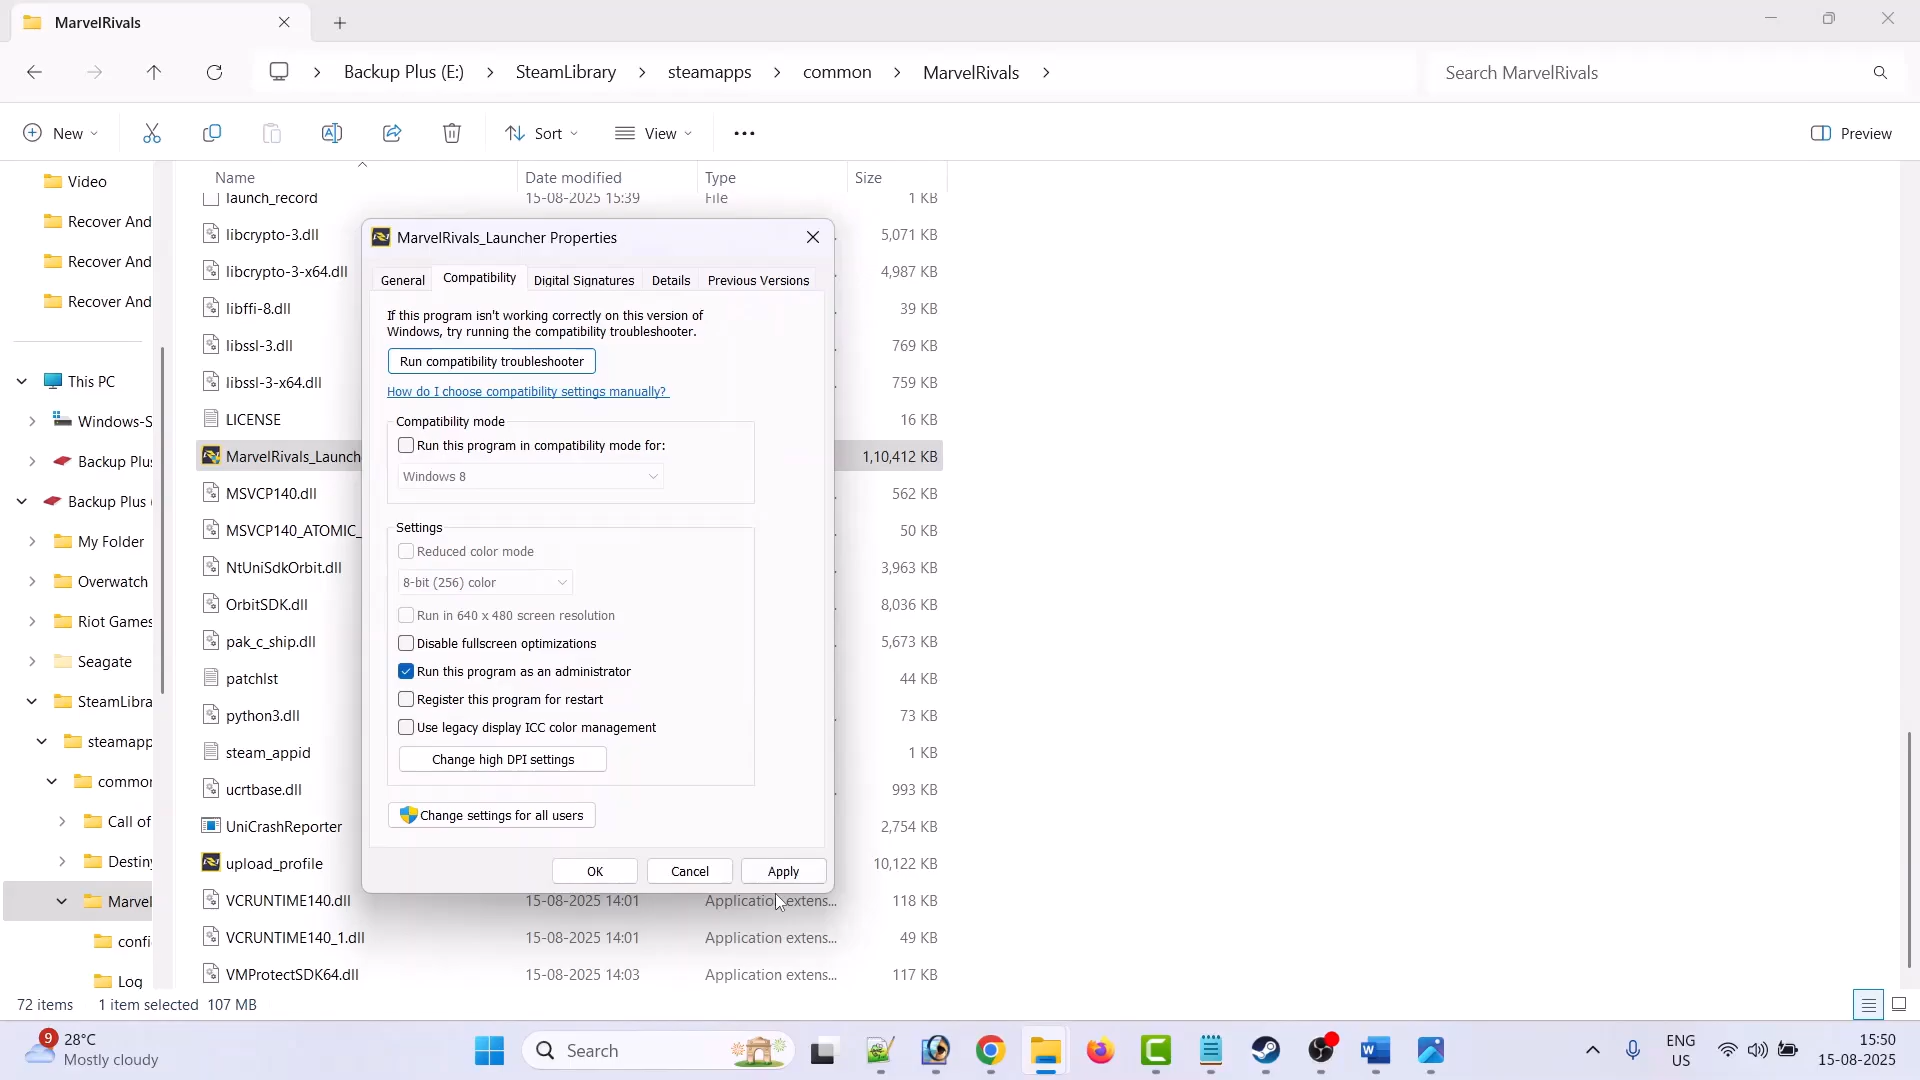 MarvelRivals
Backup Plus (E:)
SteamLibrary
steamapps
common
MarvelRivals
Search MarvelRivals
New
Sort
View
Preview
Name
Date modified
Type
Size
Video
Recover And
Recover And
Recover And
This PC
Windows-S
Backup Plus
Backup Plus
My Folder
Overwatch
Riot Games
Seagate
SteamLibra
steamapp
common
Call of
Destiny
Marvel
confi
Log
launch_record 15-08-2025 15:39 File 1 KB
libcrypto-3.dll 5,071 KB
libcrypto-3-x64.dll 4,987 KB
libffi-8.dll 39 KB
libssl-3.dll 769 KB
libssl-3-x64.dll 759 KB
LICENSE 16 KB
MarvelRivals_Launch 1,10,412 KB
MSVCP140.dll 562 KB
MSVCP140_ATOMIC_ 50 KB
NtUniSdkOrbit.dll 3,963 KB
OrbitSDK.dll 8,036 KB
pak_c_ship.dll 5,673 KB
patchlst 44 KB
python3.dll 73 KB
steam_appid 1 KB
ucrtbase.dll 993 KB
UniCrashReporter 2,754 KB
upload_profile 10,122 KB
VCRUNTIME140.dll 15-08-2025 14:01 Application extens... 118 KB
VCRUNTIME140_1.dll 15-08-2025 14:01 Application extens... 49 KB
VMProtectSDK64.dll 15-08-2025 14:03 Application extens... 117 KB
MarvelRivals_Launcher Properties
General Compatibility Digital Signatures Details Previous Versions
If this program isn't working correctly on this version of
Windows, try running the compatibility troubleshooter.
Run compatibility troubleshooter
How do I choose compatibility settings manually?
Compatibility mode
Run this program in compatibility mode for:
Windows 8
Settings
Reduced color mode
8-bit (256) color
Run in 640 x 480 screen resolution
Disable fullscreen optimizations
Run this program as an administrator
Register this program for restart
Use legacy display ICC color management
Change high DPI settings
Change settings for all users
OK Cancel Apply
72 items 1 item selected 107 MB
9
28°C
Mostly cloudy
Search
ENG
US
15:50
15-08-2025